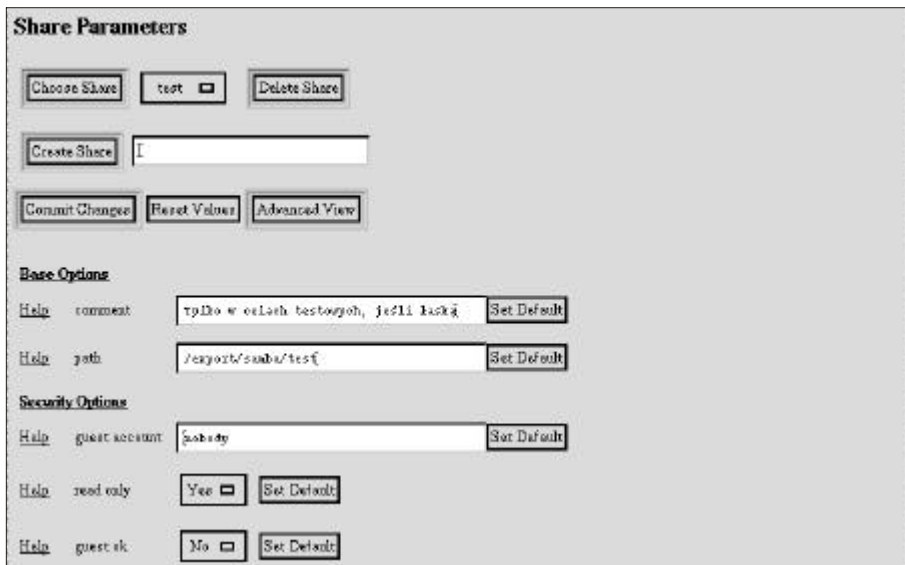 Share Parameters
Choose Share test Delete Share
Create Share
Commit Changes Reset Values Advanced View
Base Options
Help comment tylko w celach testowych, jeśli łaska Set Default
Help path /export/samba/test Set Default
Security Options
Help guest account nobody Set Default
Help read only Yes Set Default
Help guest ok No Set Default